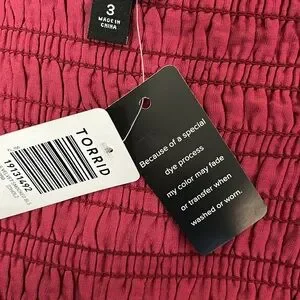 3
MADE IN
CHINA
TORRID
19131492
Because of a special
dye process
my color may fade
or transfer when
washed or worn.